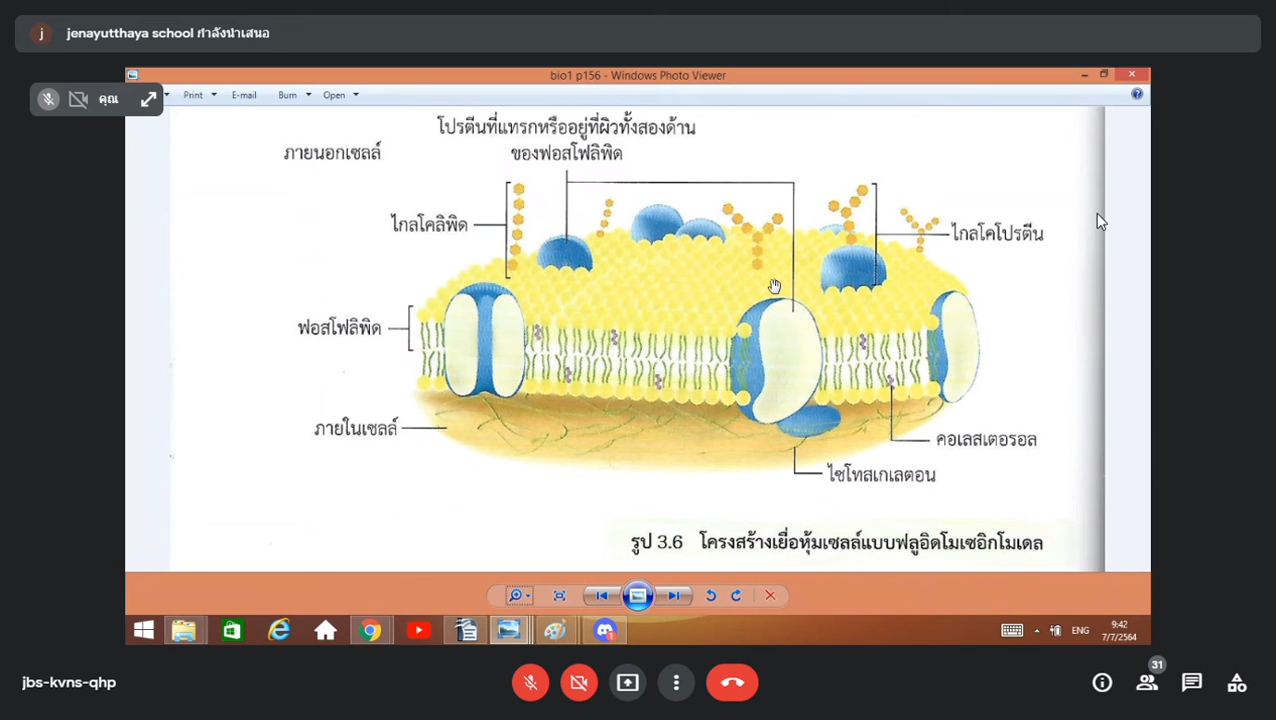 j
jenayutthaya school กำลังนำเสนอ
bio1 p156 - Windows Photo Viewer
คุณ
Print
E-mail
Burn
Open
โปรตีนที่แทรกหรืออยู่ที่ผิวทั้งสองด้าน
ของฟอสโฟลิพิด
ภายนอกเซลล์
ไกลโคลิพิด
ไกลโคโปรตีน
ฟอสโฟลิพิด
ภายในเซลล์
คอเลสเตอรอล
ไซโทสเกเลตอน
รูป 3.6 โครงสร้างเยื่อหุ้มเซลล์แบบฟลูอิดโมเซอิกโมเดล
1
ENG
9:42
7/7/2564
jbs-kvns-qhp
31